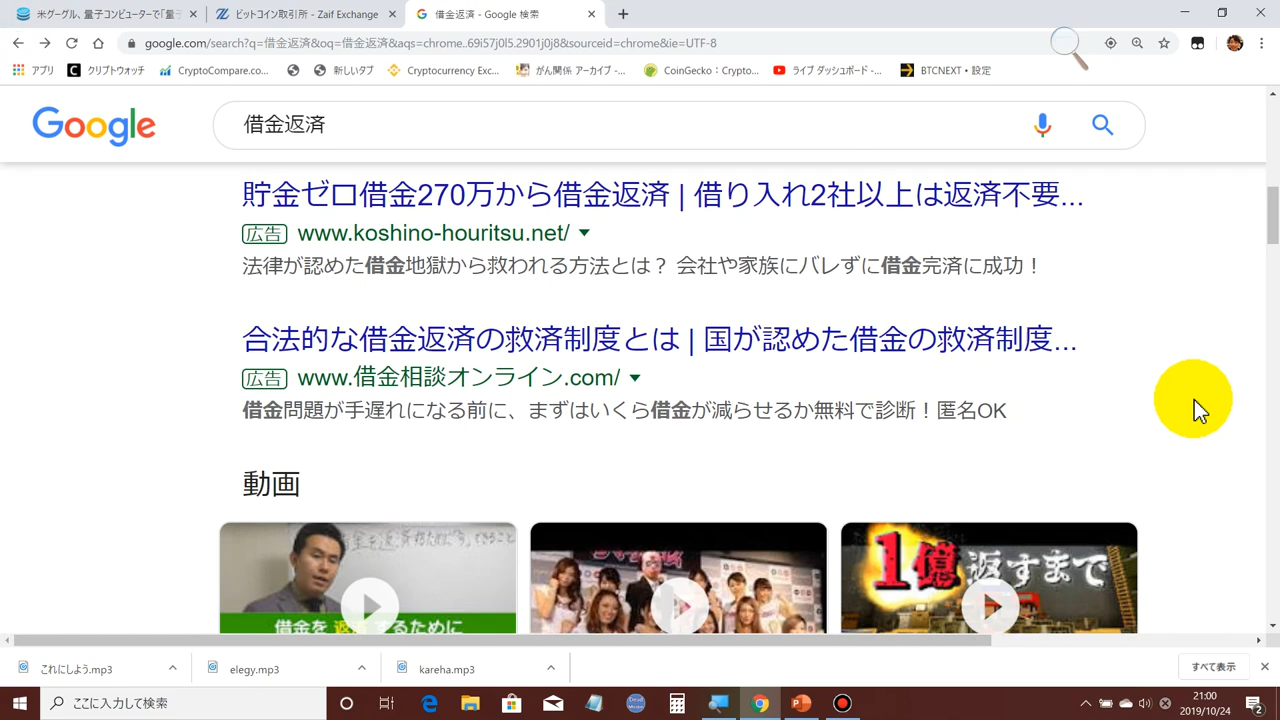 米グーグル、量子コンピューターで「量子
ビットコイン取引所 - Zaif Exchange
借金返済 - Google 検索
google.com/search?q=借金返済&oq=借金返済&aqs=chrome..69i57j0l5.2901j0j8&sourceid=chrome&ie=UTF-8
アプリ
クリプトウォッチ
CryptoCompare.co...
新しいタブ
Cryptocurrency Exc...
がん関係 アーカイブ -...
CoinGecko：Crypto...
ライブ ダッシュボード -...
BTCNEXT • 設定
Google
借金返済
貯金ゼロ借金270万から借金返済 | 借り入れ2社以上は返済不要...
広告 www.koshino-houritsu.net/
法律が認めた借金地獄から救われる方法とは？ 会社や家族にバレずに借金完済に成功！
合法的な借金返済の救済制度とは | 国が認めた借金の救済制度...
広告 www.借金相談オンライン.com/
借金問題が手遅れになる前に、まずはいくら借金が減らせるか無料で診断！匿名OK
動画
借金を 返済 するために
1億返すまで
これにしよう.mp3
elegy.mp3
kareha.mp3
すべて表示
ここに入力して検索
21:00
2019/10/24
2